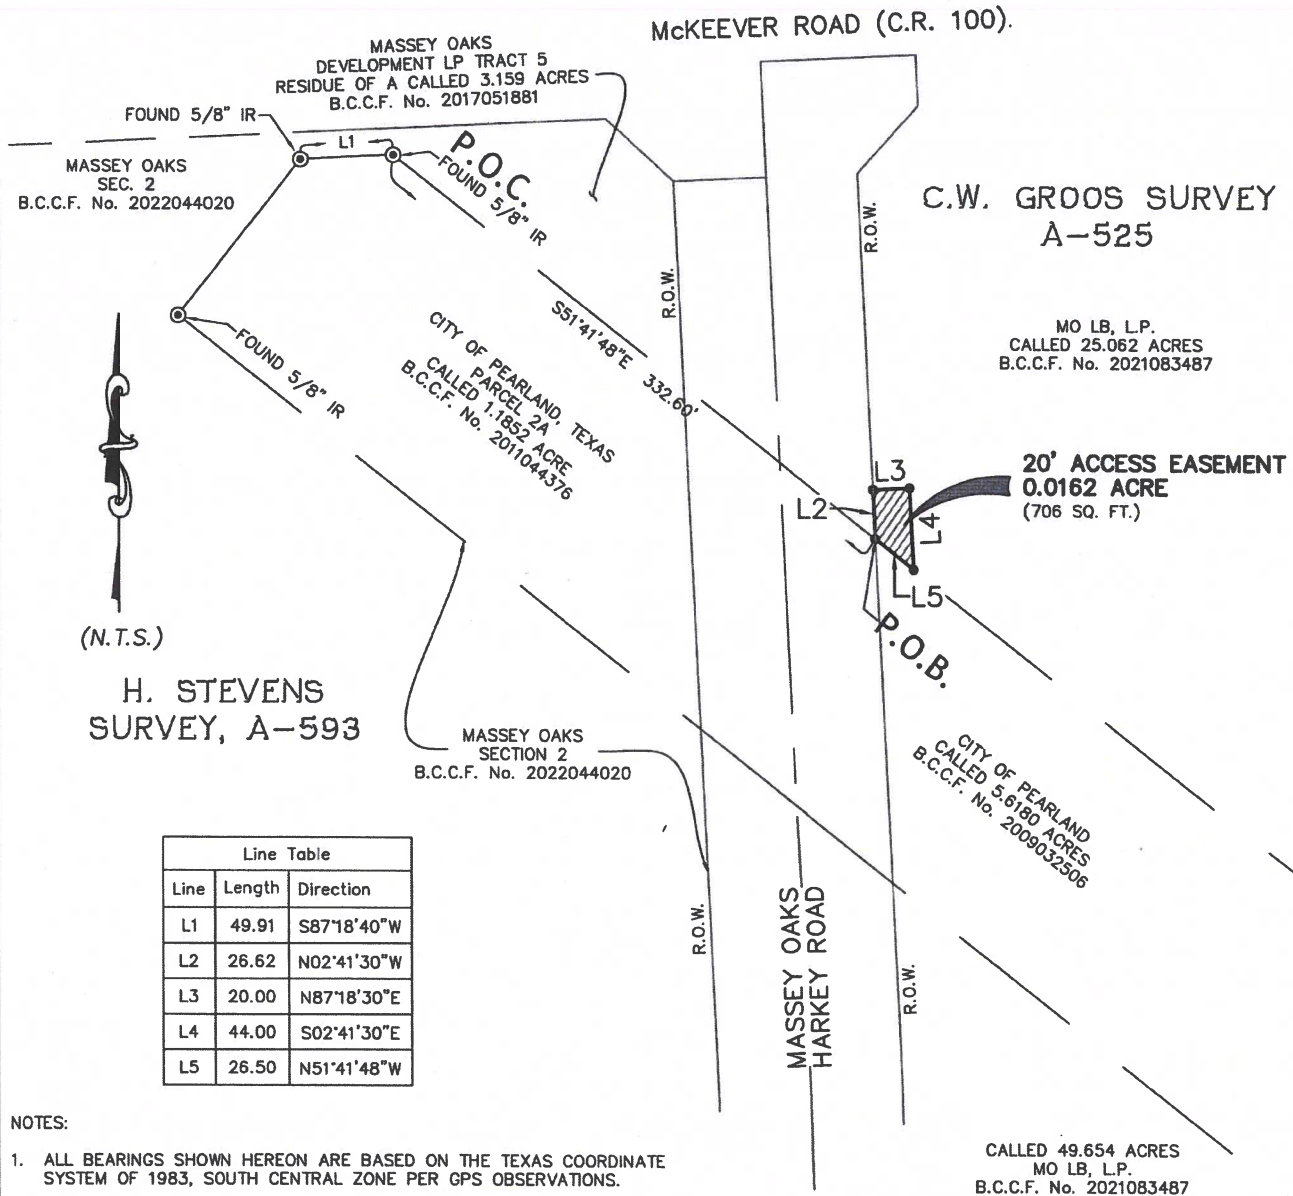 McKEEVER ROAD (C.R. 100).
MASSEY OAKS
DEVELOPMENT LP TRACT 5
RESIDUE OF A CALLED 3.159 ACRES
B.C.C.F. No. 2017051881
FOUND 5/8" IR
L1
P.O.C.
FOUND 5/8" IR
MASSEY OAKS
SEC. 2
B.C.C.F. No. 2022044020
C.W. GROOS SURVEY
A-525
R.O.W.
R.O.W.
S51°41'48"E 332.60'
MO LB, L.P.
CALLED 25.062 ACRES
B.C.C.F. No. 2021083487
FOUND 5/8" IR
CITY OF PEARLAND, TEXAS
PARCEL 2A
CALLED 1.1852 ACRE
B.C.C.F. No. 2011044376
L3
20' ACCESS EASEMENT
0.0162 ACRE
(706 SQ. FT.)
L2
L4
L5
P.O.B.
(N.T.S.)
H. STEVENS
SURVEY, A-593
MASSEY OAKS
SECTION 2
B.C.C.F. No. 2022044020
CITY OF PEARLAND
CALLED 5.6180 ACRES
B.C.C.F. No. 2009032506
Line Table
Line Length Direction
L1 49.91 S87°18'40"W
L2 26.62 N02°41'30"W
L3 20.00 N87°18'30"E
L4 44.00 S02°41'30"E
L5 26.50 N51°41'48"W
R.O.W.
MASSEY OAKS
HARKEY ROAD
R.O.W.
NOTES:
1. ALL BEARINGS SHOWN HEREON ARE BASED ON THE TEXAS COORDINATE
SYSTEM OF 1983, SOUTH CENTRAL ZONE PER GPS OBSERVATIONS.
CALLED 49.654 ACRES
MO LB, L.P.
B.C.C.F. No. 2021083487